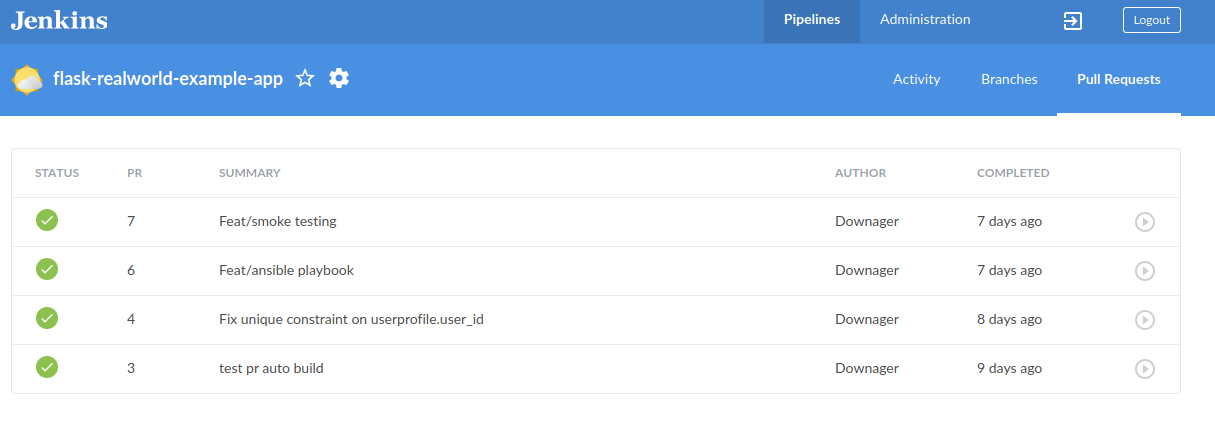 Jenkins Pipelines Administration Logout
flask-realworld-example-app Activity Branches Pull Requests
STATUS PR SUMMARY AUTHOR COMPLETED
7 Feat/smoke testing Downager 7 days ago
6 Feat/ansible playbook Downager 7 days ago
4 Fix unique constraint on userprofile.user_id Downager 8 days ago
3 test pr auto build Downager 9 days ago